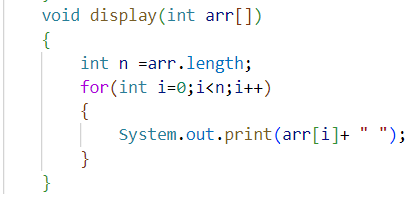 void display(int arr[])
{
int n =arr.length;
for(int i=0;i<n;i++)
{
System.out.print(arr[i]+ " ");
}
}